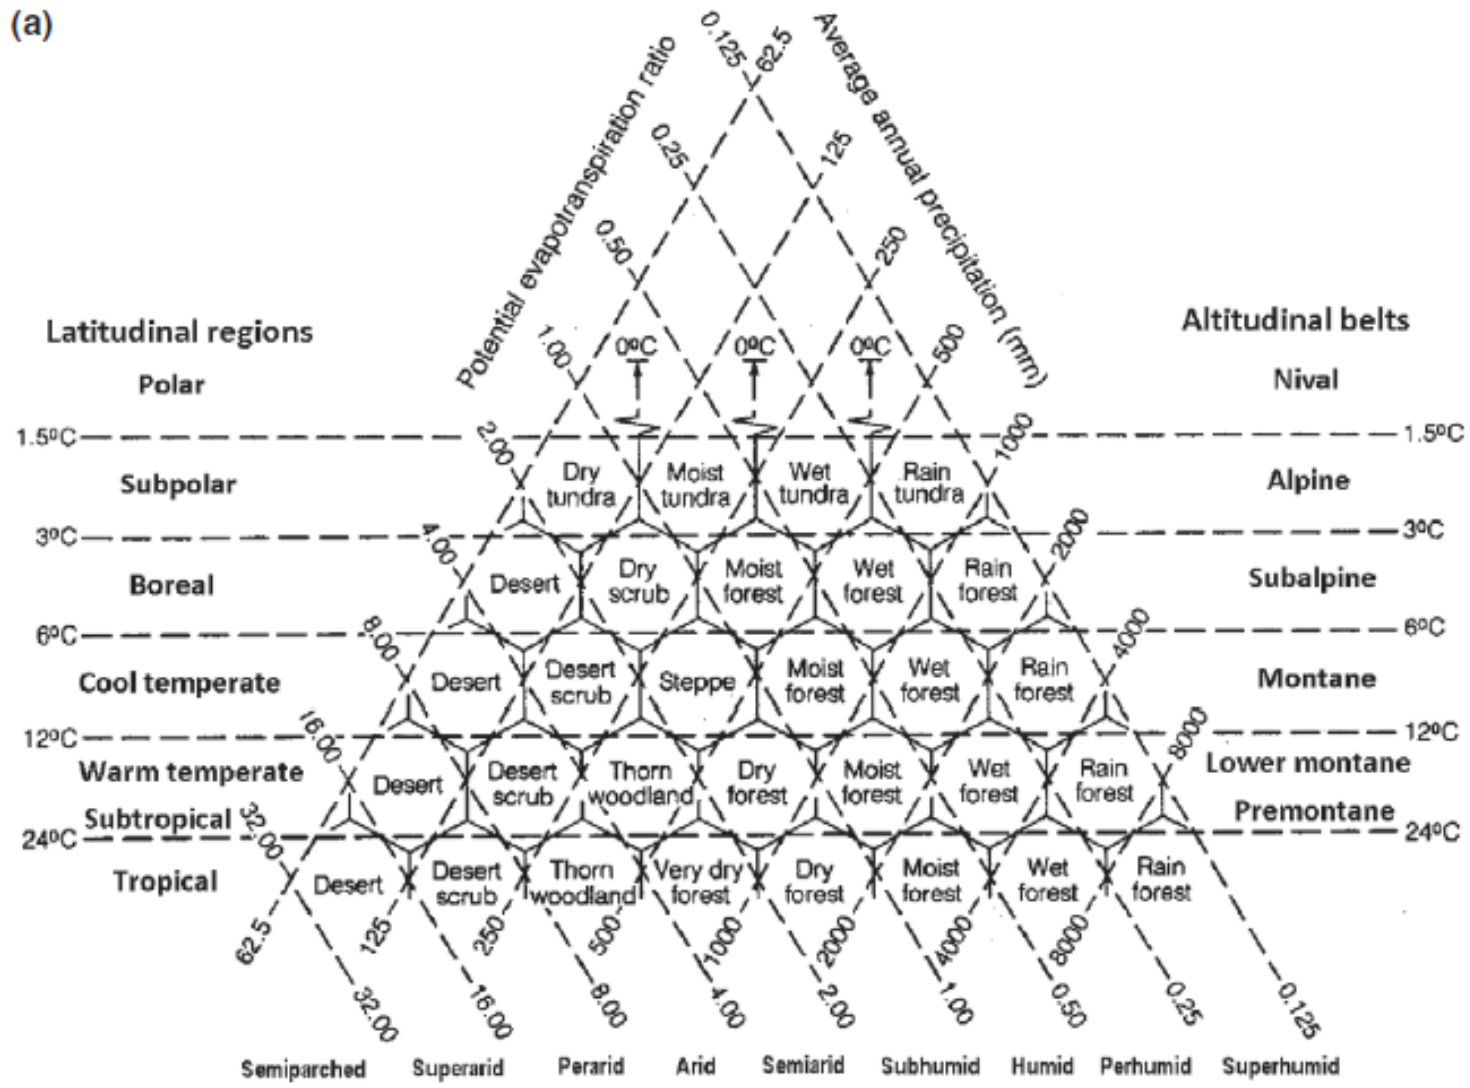 (a)
0.125
62.5
Average annual precipitation (mm)
Potential evapotranspiration ratio
0.25
125
0.50
250
Latitudinal regions
Altitudinal belts
1.00
0ºC
0ºC
0ºC
500
Polar
Nival
2.00
1000
1.5ºC
1.5ºC
Subpolar
Dry
tundra
Moist
tundra
Wet
tundra
Rain
tundra
Alpine
4.00
2000
3ºC
3ºC
Boreal
Desert
Dry
scrub
Moist
forest
Wet
forest
Rain
forest
Subalpine
8.00
4000
6ºC
6ºC
Cool temperate
Desert
Desert
scrub
Steppe
Moist
forest
Wet
forest
Rain
forest
Montane
16.00
8000
12ºC
12ºC
Warm temperate
Desert
Desert
scrub
Thorn
woodland
Dry
forest
Moist
forest
Wet
forest
Rain
forest
Lower montane
Subtropical
Premontane
32.00
24ºC
24ºC
Tropical
Desert
Desert
scrub
Thorn
woodland
Very dry
forest
Dry
forest
Moist
forest
Wet
forest
Rain
forest
62.5
125
250
500
1000
2000
4000
8000
32.00
16.00
8.00
4.00
2.00
1.00
0.50
0.25
0.125
Semiparched
Superarid
Perarid
Arid
Semiarid
Subhumid
Humid
Perhumid
Superhumid